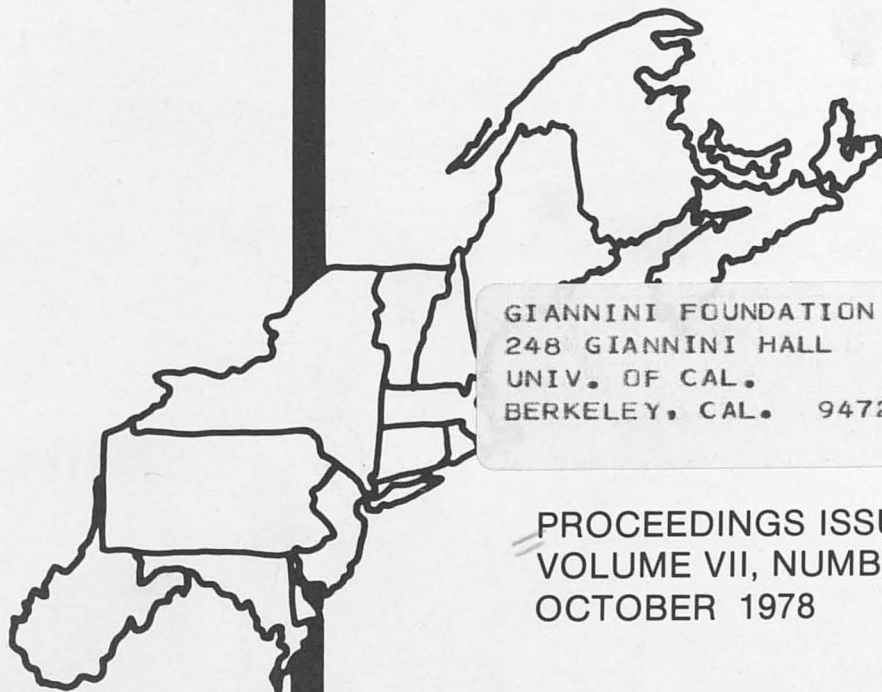 GIANNINI FOUNDATION
248 GIANNINI HALL
UNIV. OF CAL.
BERKELEY, CAL. 9472
PROCEEDINGS ISSU
VOLUME VII, NUMB
OCTOBER 1978